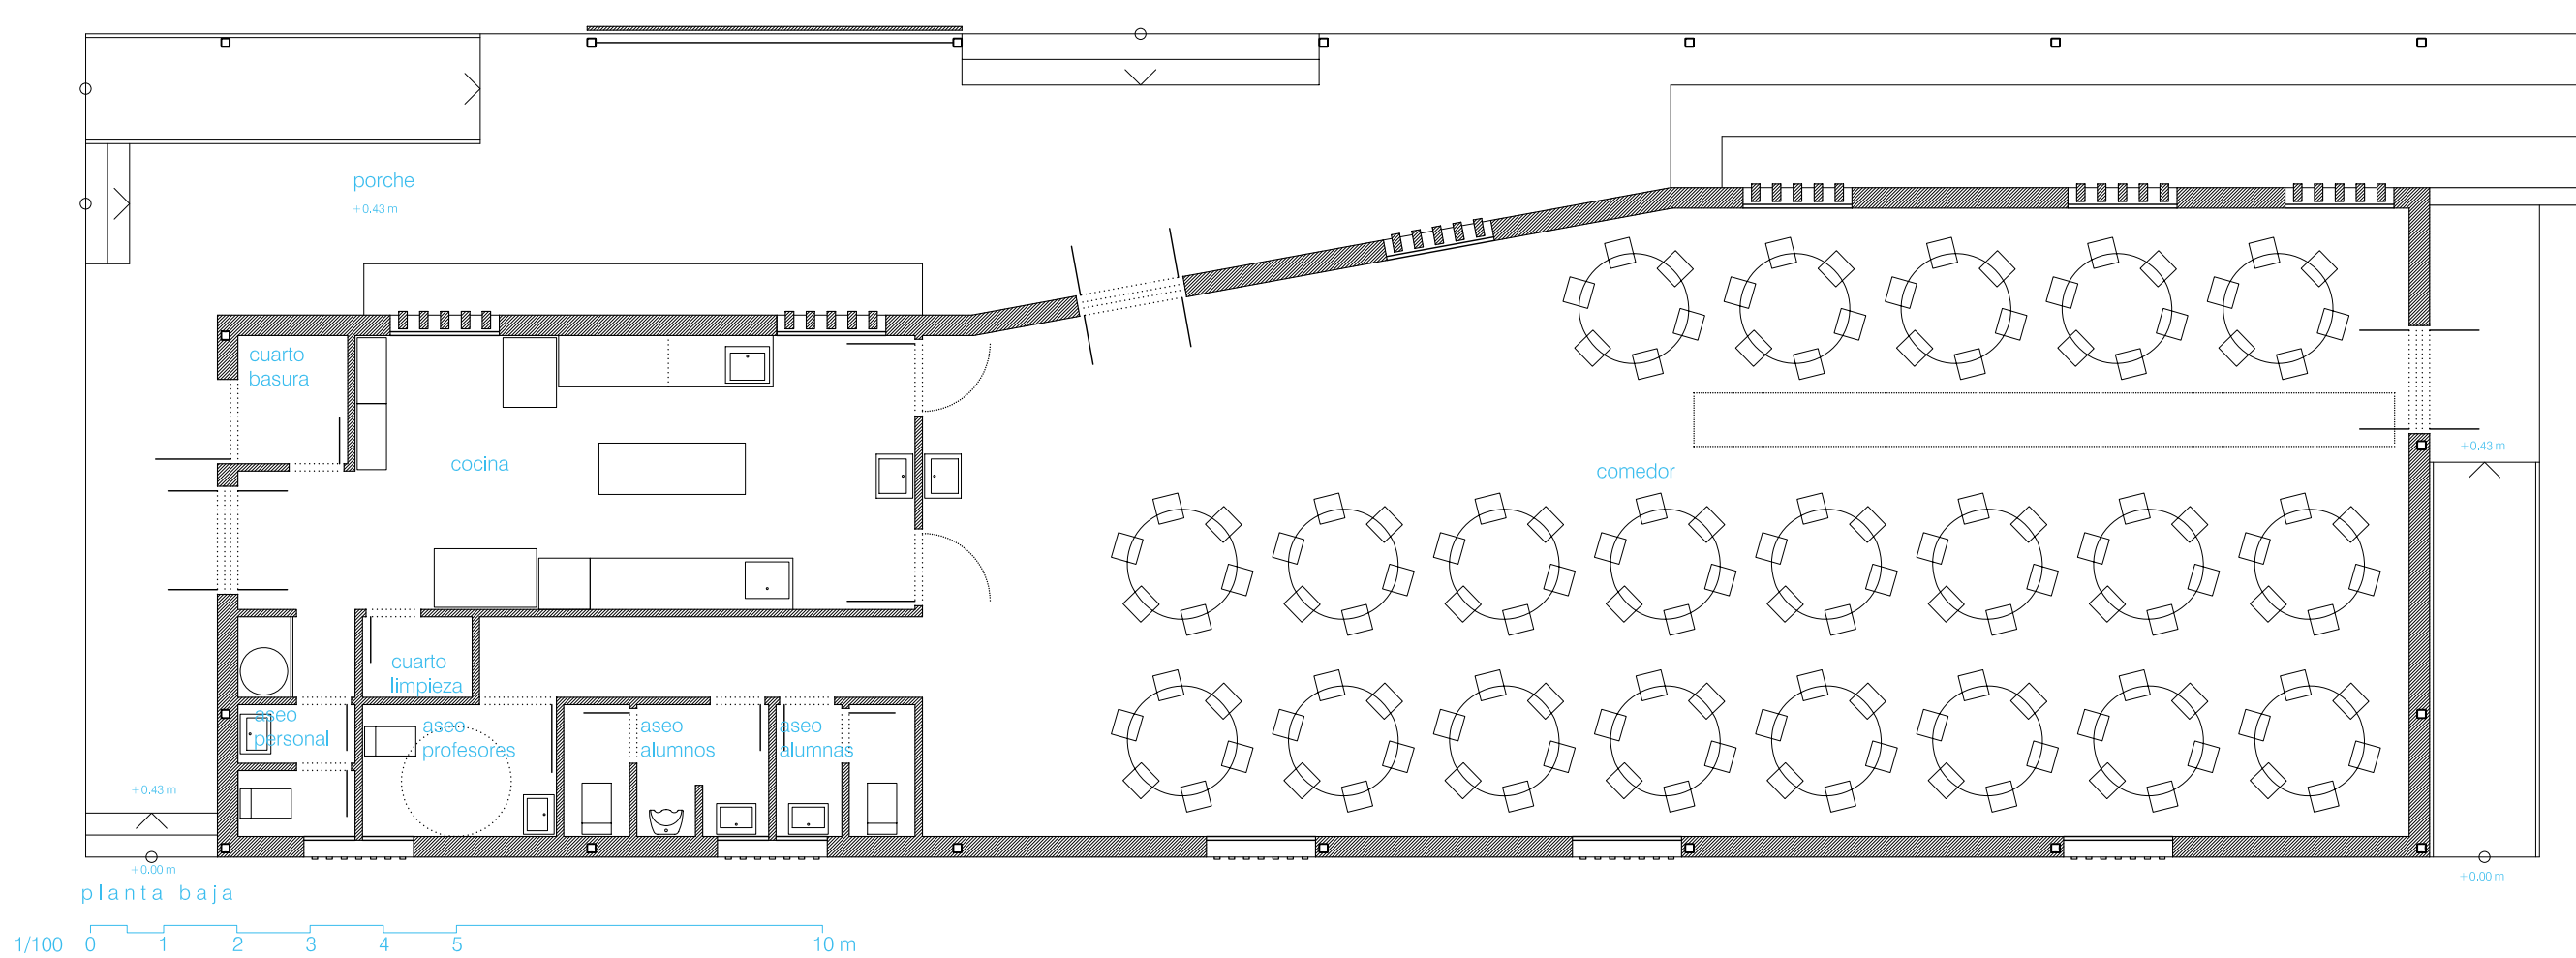 porche
+0.43 m
cuarto
basura
cocina
comedor
+0.43 m
cuarto
limpieza
aseo
personal
aseo
profesores
aseo
alumnos
aseo
alumnas
+0.43 m
+0.00 m
+0.00 m
planta baja
1/100 0 1 2 3 4 5 10 m